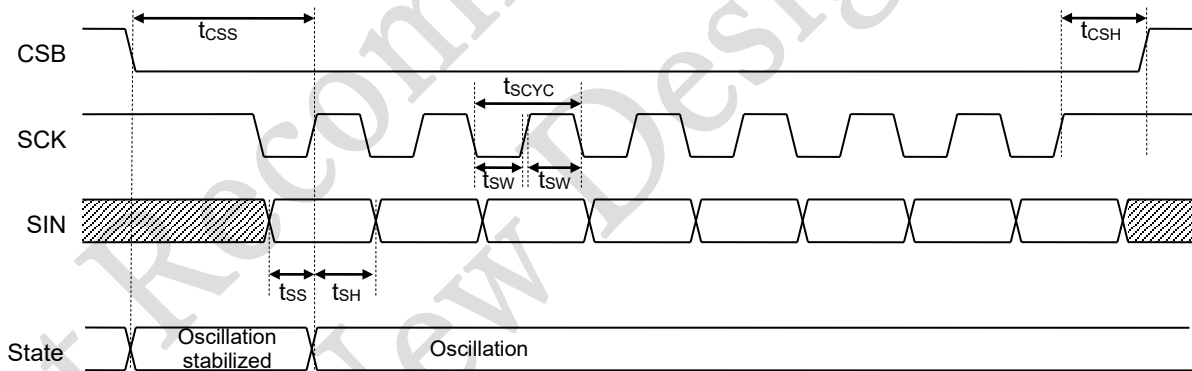 tCSS
tCSH
CSB
tSCYC
SCK
tSW
tSW
SIN
tSS
tSH
State
Oscillation
stabilized
Oscillation